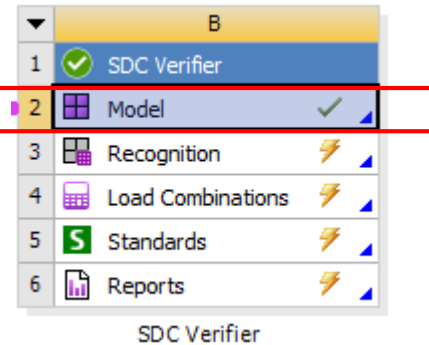 B
1 SDC Verifier
2 Model
3 Recognition
4 Load Combinations
5 S Standards
6 Reports
SDC Verifier